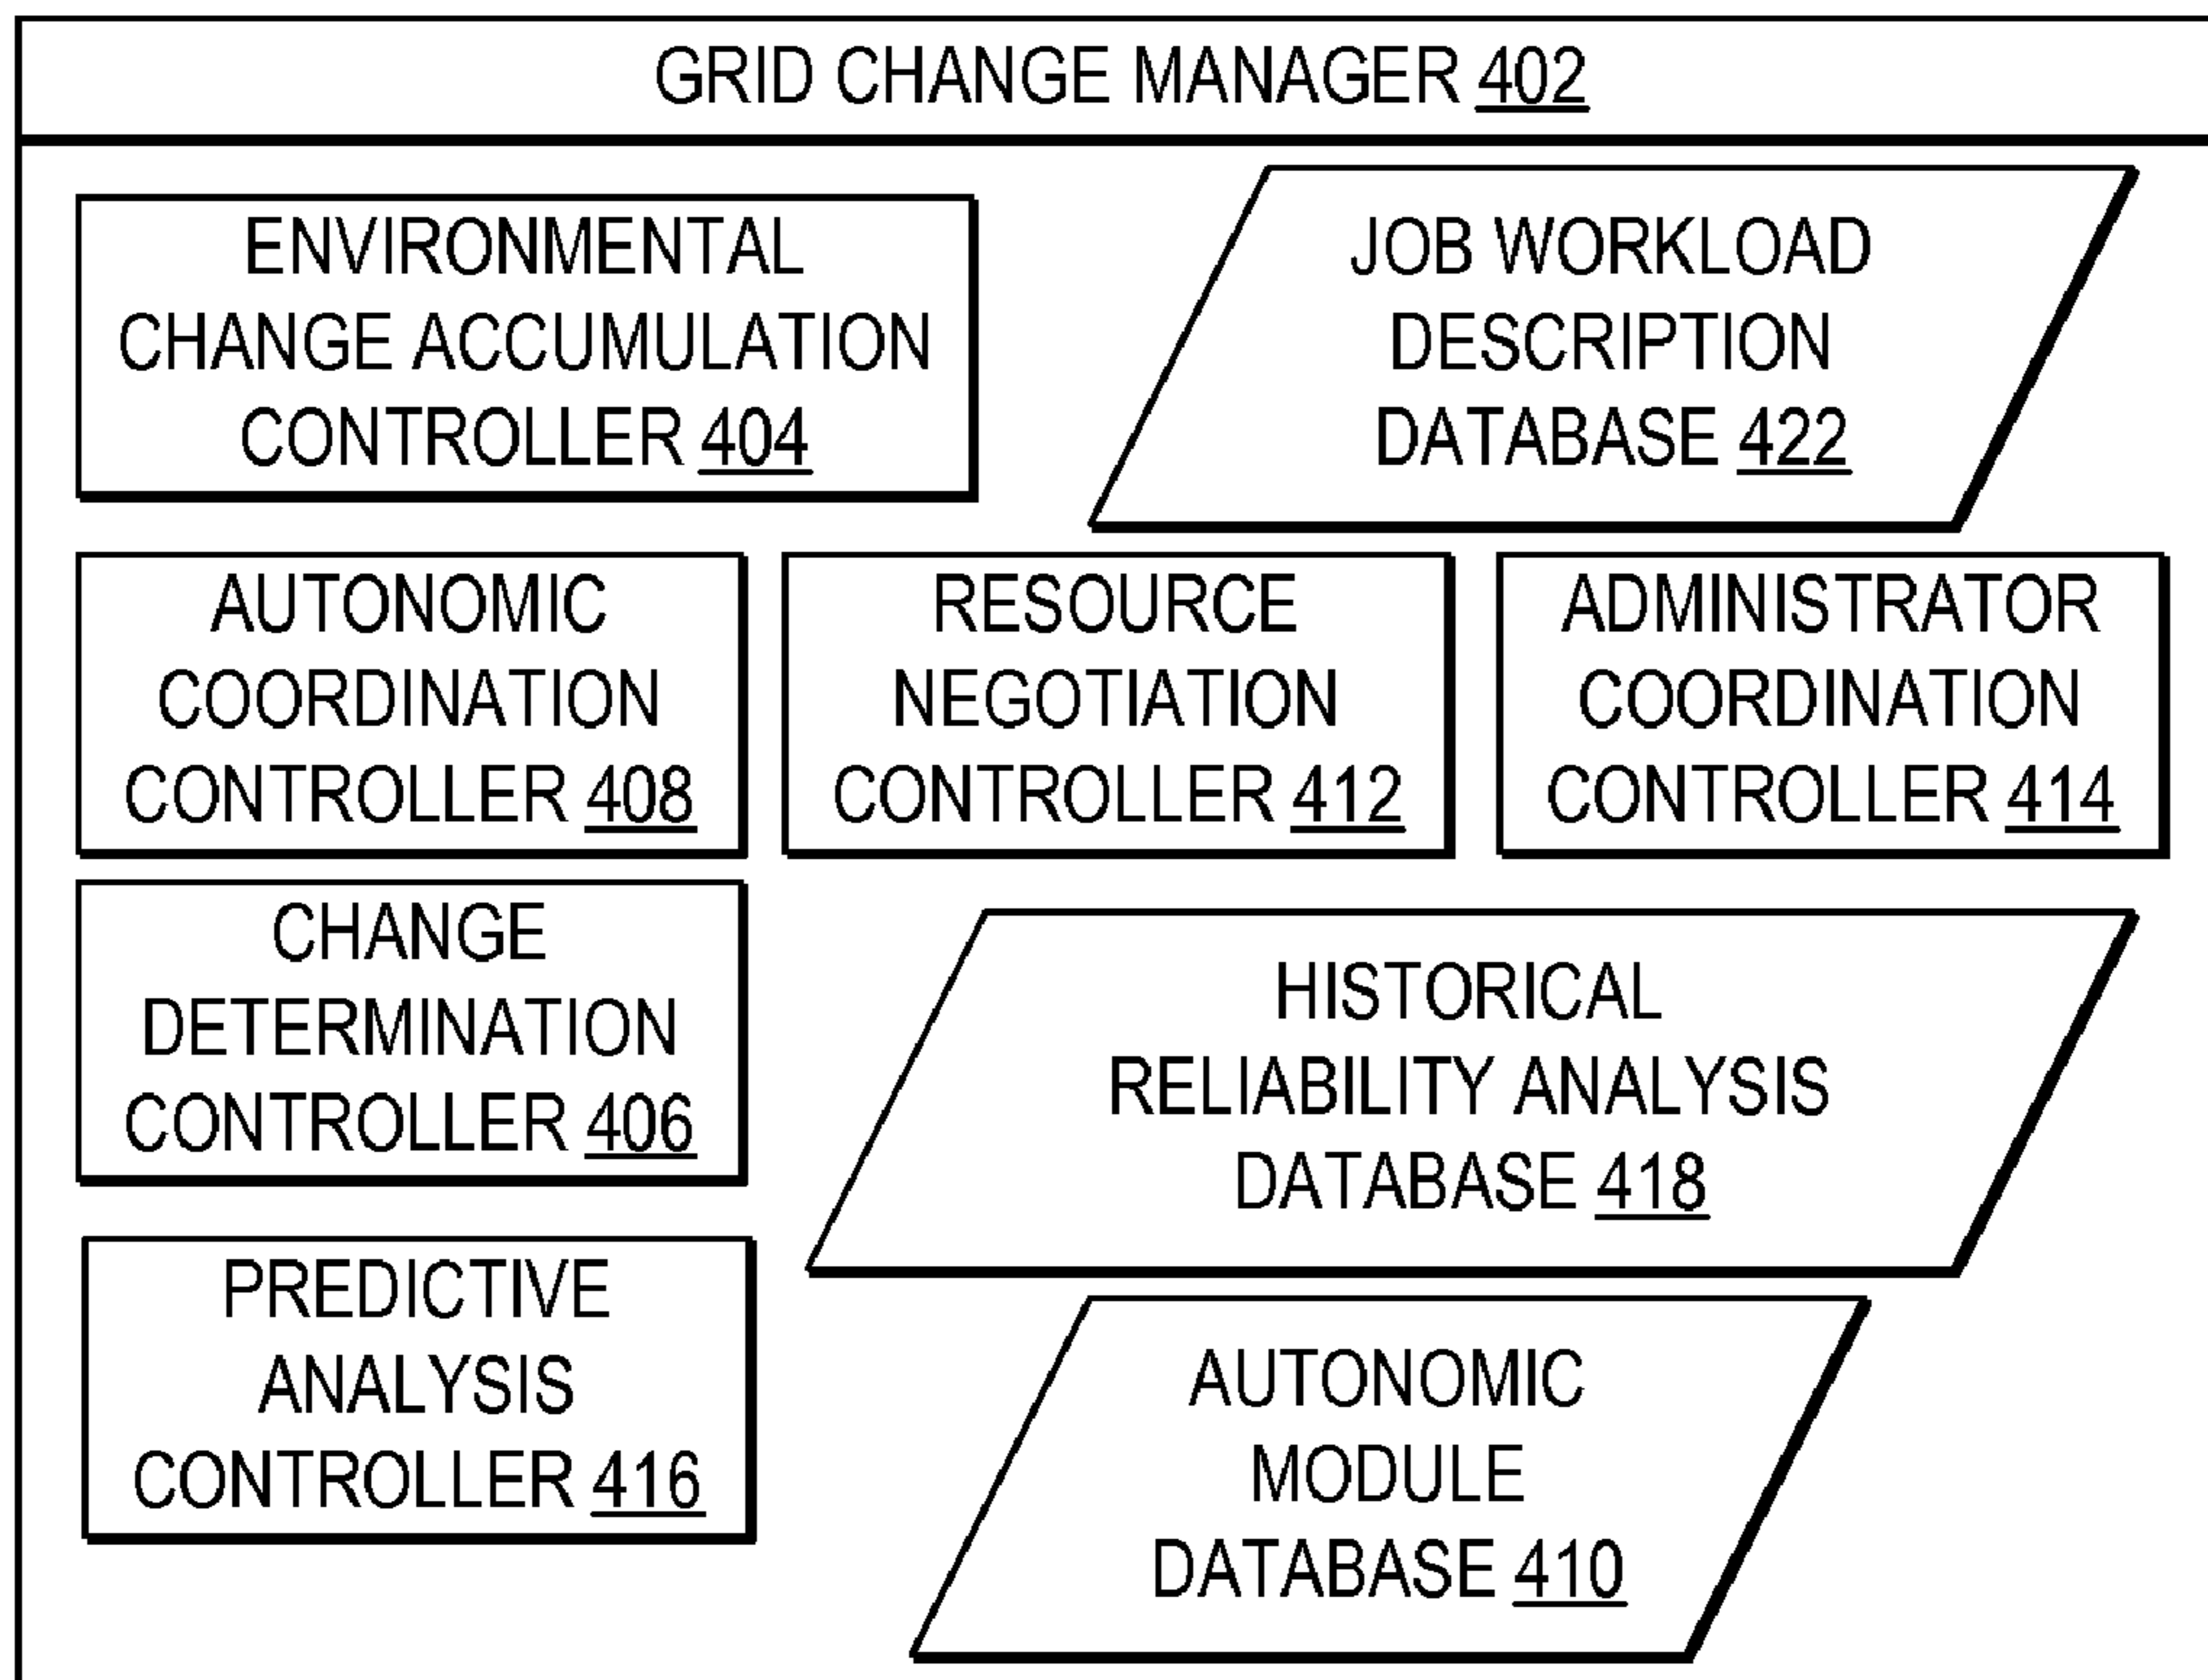 GRID CHANGE MANAGER 402
ENVIRONMENTAL
CHANGE ACCUMULATION
CONTROLLER 404
JOB WORKLOAD
DESCRIPTION
DATABASE 422
AUTONOMIC
COORDINATION
CONTROLLER 408
RESOURCE
NEGOTIATION
CONTROLLER 412
ADMINISTRATOR
COORDINATION
CONTROLLER 414
CHANGE
DETERMINATION
CONTROLLER 406
HISTORICAL
RELIABILITY ANALYSIS
DATABASE 418
PREDICTIVE
ANALYSIS
CONTROLLER 416
AUTONOMIC
MODULE
DATABASE 410